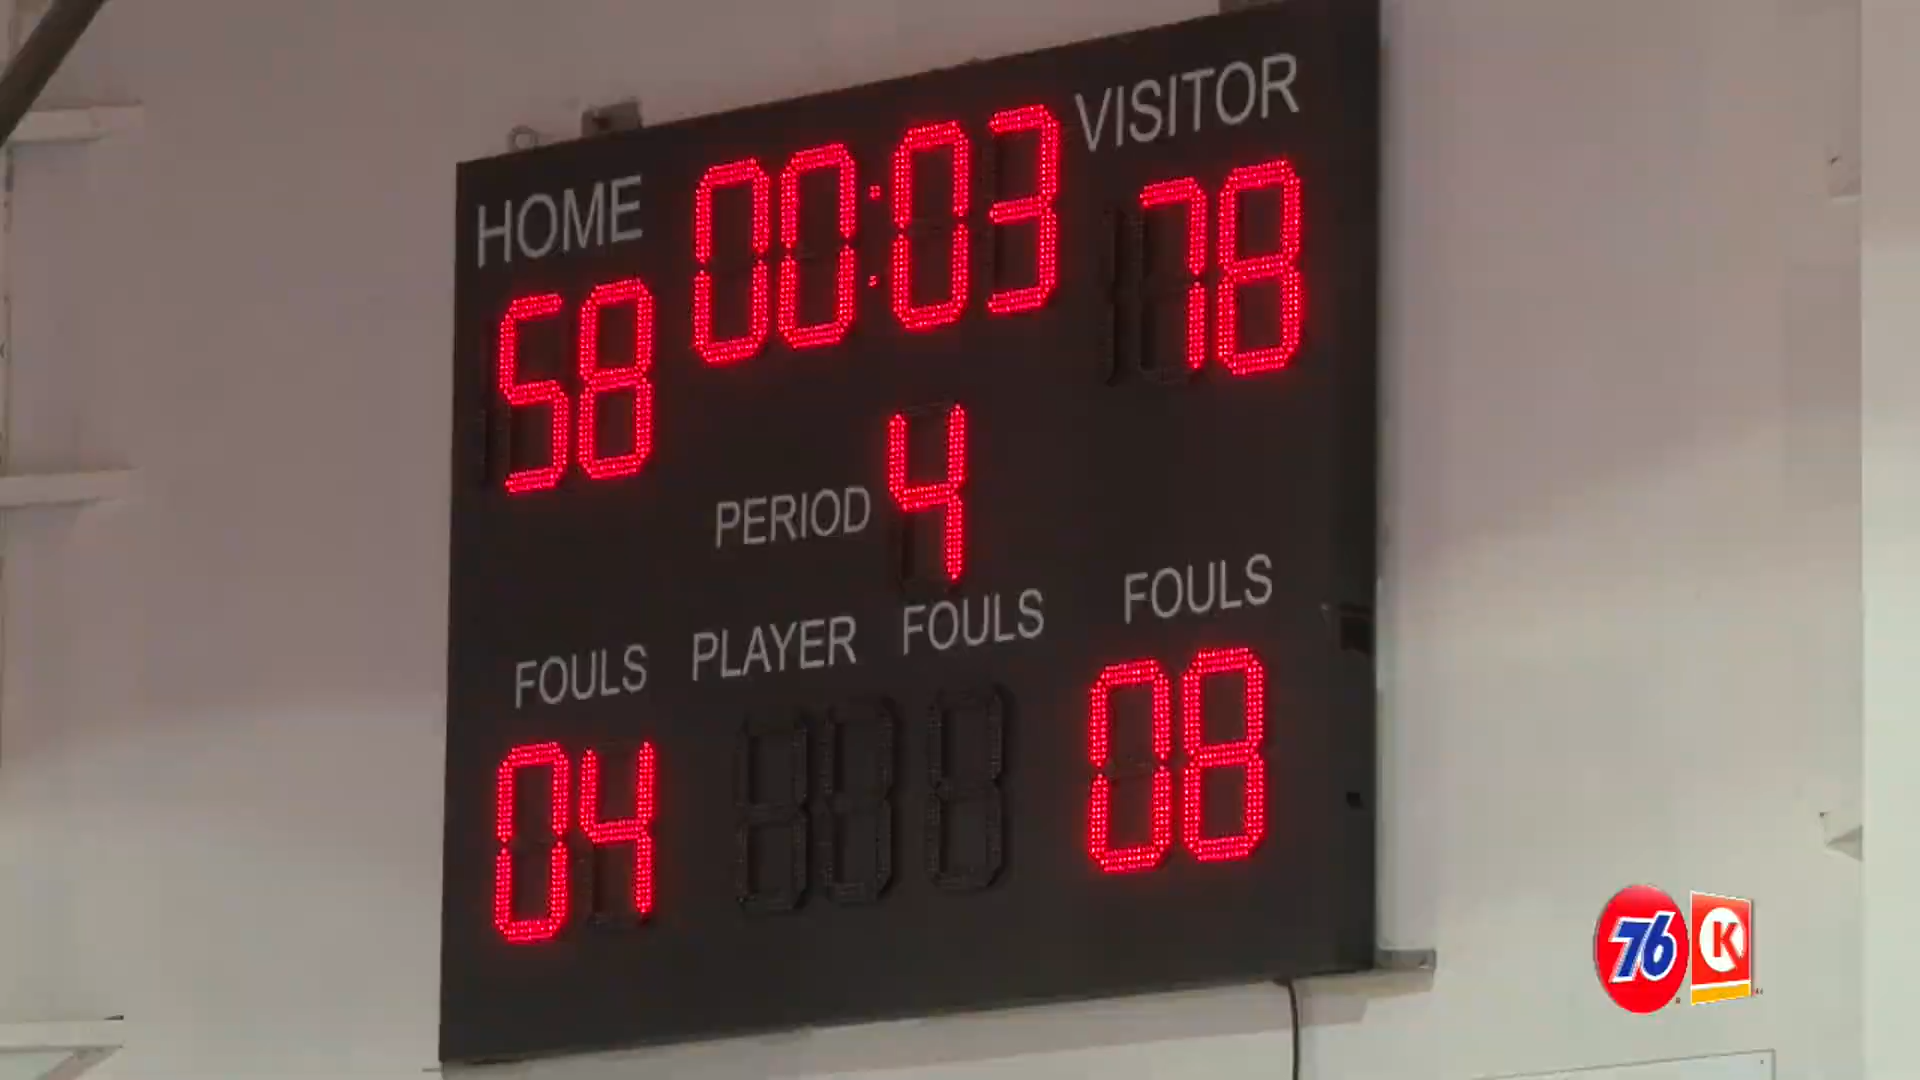 HOME 00:03 VISITOR
58 78
PERIOD 4
FOULS PLAYER FOULS FOULS
04 08
76 K